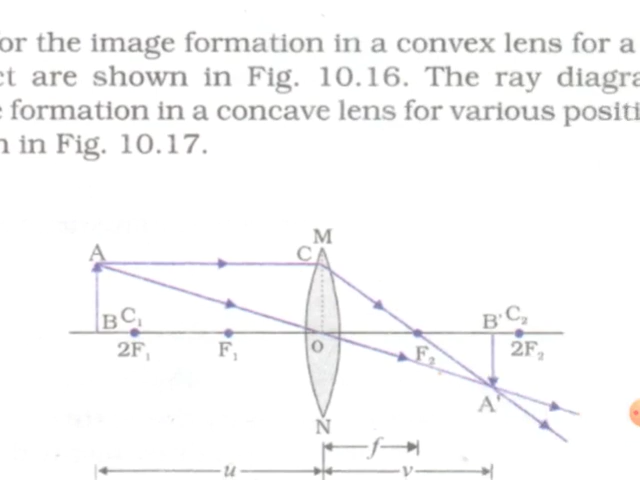 or the image formation in a convex lens for a
ct are shown in Fig. 10.16. The ray diagra
formation in a concave lens for various positi
n in Fig. 10.17.
M
A C
B C₁ B' C₂
2F₁ F₁ O F₂ 2F₂
A'
N
f
u v